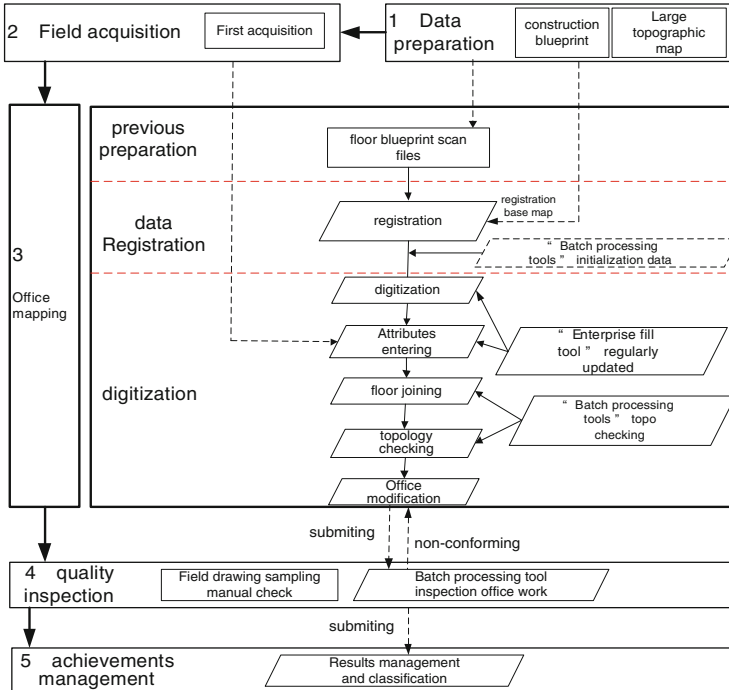 2 Field acquisition
First acquisition
1 Data
preparation
construction
blueprint
Large
topographic
map
previous
preparation
floor blueprint scan
files
data
Registration
registration
registration
base map
“ Batch processing
tools ” initialization data
3
Office
mapping
digitization
digitization
Attributes
entering
“ Enterprise fill
tool ” regularly
updated
floor joining
“ Batch processing
tools ” topo
checking
topology
checking
Office
modification
submiting
non-conforming
4 quality
inspection
Field drawing sampling
manual check
Batch processing tool
inspection office work
submiting
5 achievements
management
Results management
and classification